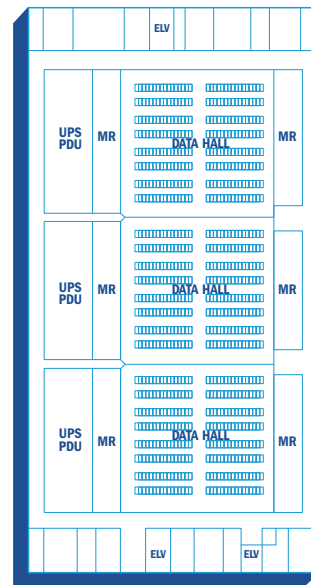 ELV
UPS
PDU
MR
DATA HALL
MR
UPS
PDU
MR
DATA HALL
MR
UPS
PDU
MR
DATA HALL
MR
ELV
ELV